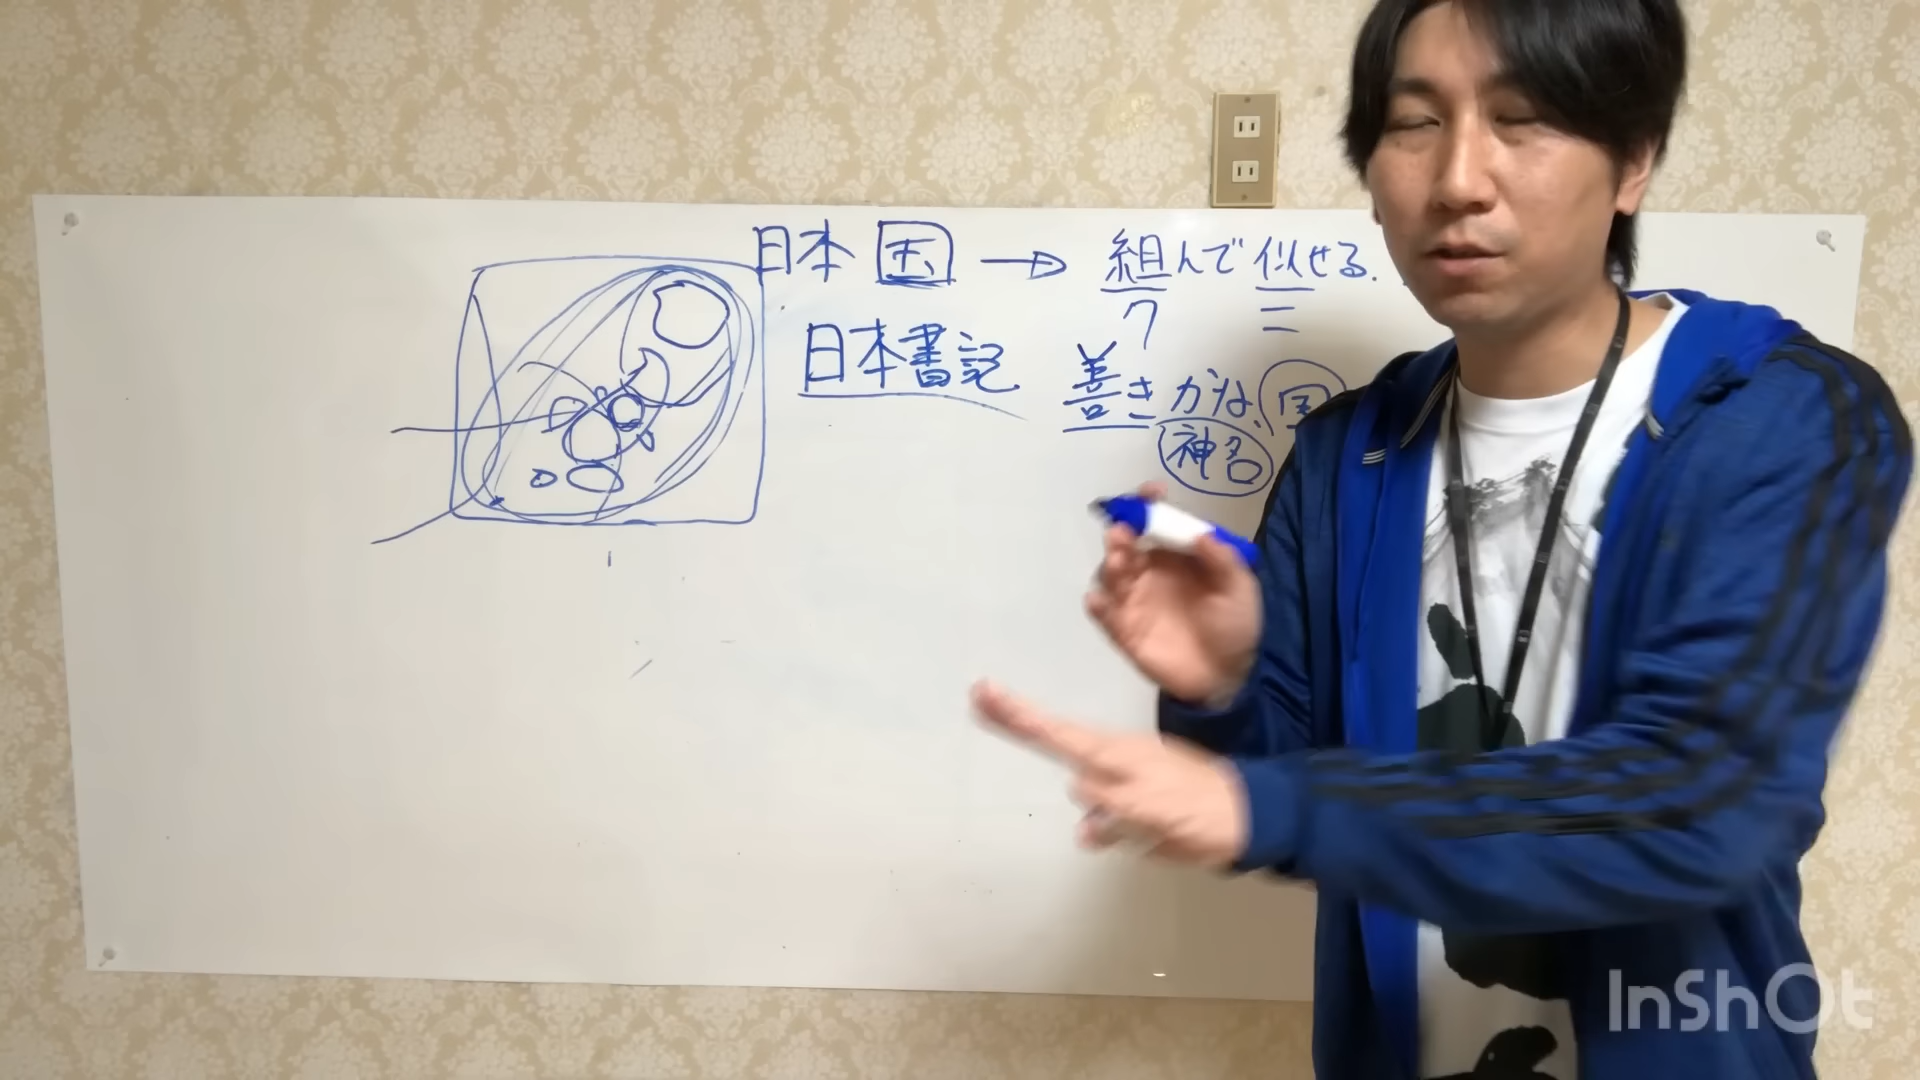 日本国 → 組んで似せる.
ク ニ
日本書記
善きかな、国
神名
InShOt